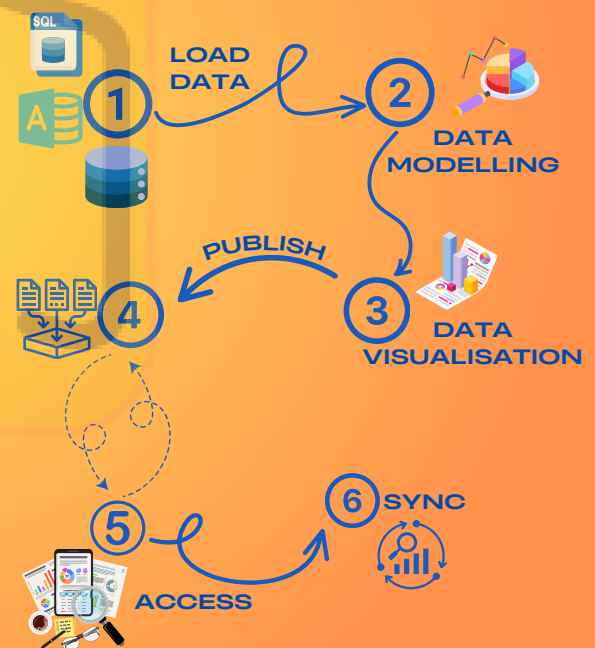 SQL
A
1
LOAD
DATA
2
DATA
MODELLING
PUBLISH
3
DATA
VISUALISATION
4
5
ACCESS
6
SYNC